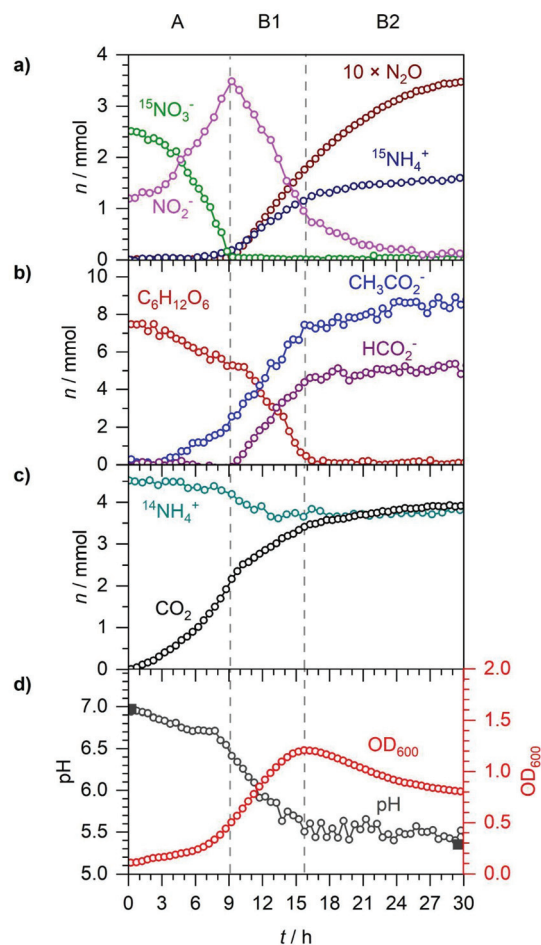 A B1 B2
a)
10 × N₂O
¹⁵NO₃⁻
¹⁵NH₄⁺
NO₂⁻
n / mmol
4
3
2
1
0
b)
C₆H₁₂O₆
CH₃CO₂⁻
HCO₂⁻
n / mmol
10
8
6
4
2
0
c)
¹⁴NH₄⁺
CO₂
n / mmol
4
3
2
1
0
d)
OD₆₀₀
pH
pH
7.0
6.5
6.0
5.5
5.0
2.0
1.5
1.0
0.5
0.0
OD₆₀₀
0 3 6 9 12 15 18 21 24 27 30
t / h